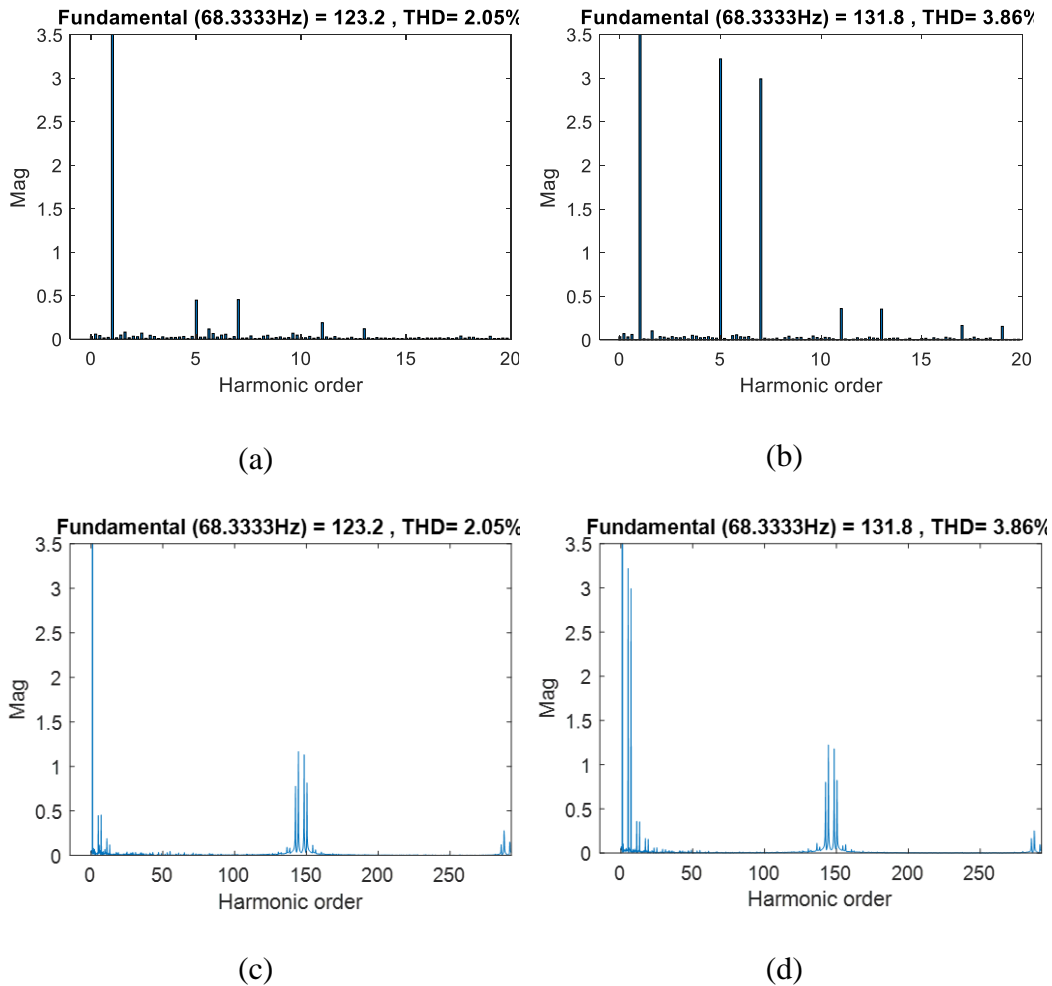 Fundamental (68.3333Hz) = 123.2 , THD= 2.05%
3.5
3
2.5
2
1.5
1
0.5
0
Mag
0 5 10 15 20
Harmonic order
(a)
Fundamental (68.3333Hz) = 131.8 , THD= 3.86%
3.5
3
2.5
2
1.5
1
0.5
0
Mag
0 5 10 15 20
Harmonic order
(b)
Fundamental (68.3333Hz) = 123.2 , THD= 2.05%
3.5
3
2.5
2
1.5
1
0.5
0
Mag
0 50 100 150 200 250
Harmonic order
(c)
Fundamental (68.3333Hz) = 131.8 , THD= 3.86%
3.5
3
2.5
2
1.5
1
0.5
0
Mag
0 50 100 150 200 250
Harmonic order
(d)